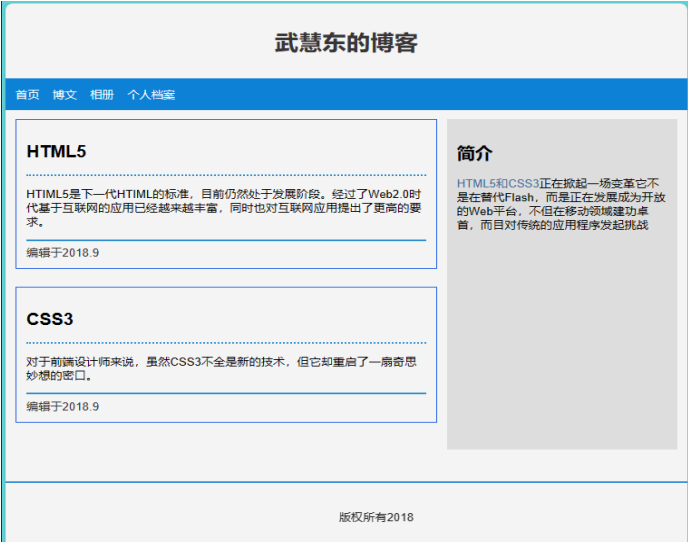 武慧东的博客
首页 博文 相册 个人档案
HTML5
HTIML5是下一代HTIML的标准，目前仍然处于发展阶段。经过了Web2.0时
代基于互联网的应用已经越来越丰富，同时也对互联网应用提出了更高的要
求。
编辑于2018.9
CSS3
对于前端设计师来说，虽然CSS3不全是新的技术，但它却重启了一扇奇思
妙想的密口。
编辑于2018.9
简介
HTML5和CSS3正在掀起一场变革它不
是在替代Flash，而是正在发展成为开放
的Web平台，不但在移动领域建功卓
首，而目对传统的应用程序发起挑战
版权所有2018